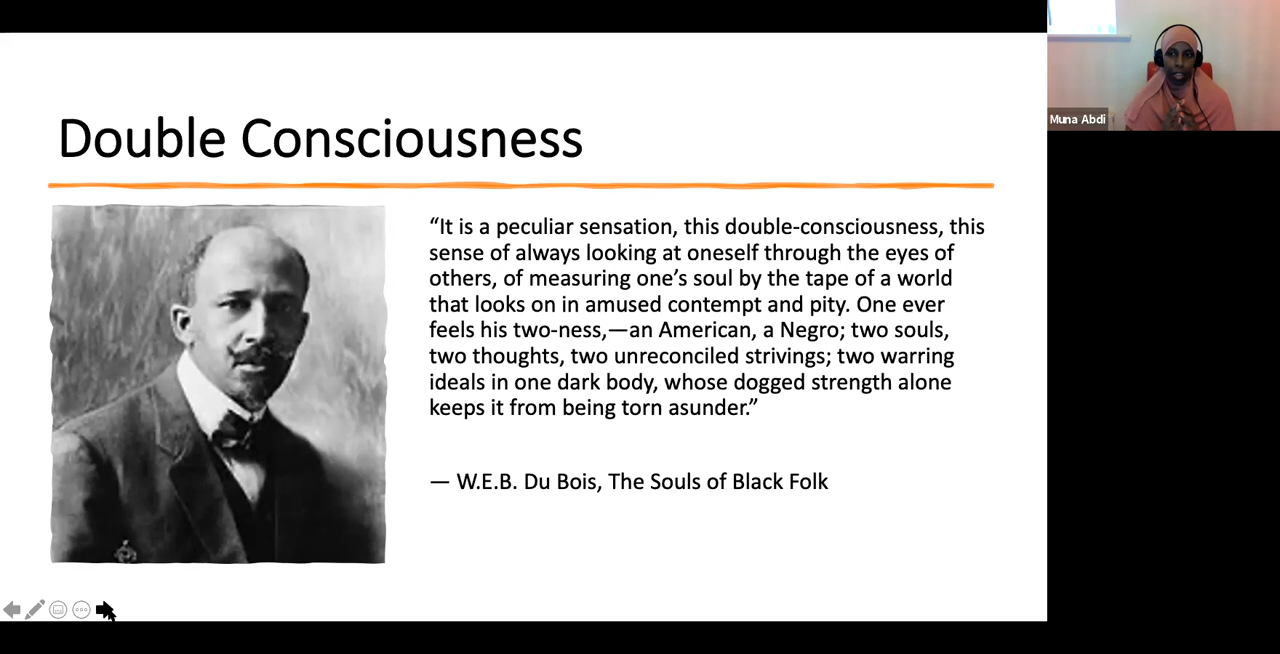 Double Consciousness
“It is a peculiar sensation, this double-consciousness, this
sense of always looking at oneself through the eyes of
others, of measuring one’s soul by the tape of a world
that looks on in amused contempt and pity. One ever
feels his two-ness,—an American, a Negro; two souls,
two thoughts, two unreconciled strivings; two warring
ideals in one dark body, whose dogged strength alone
keeps it from being torn asunder.”
— W.E.B. Du Bois, The Souls of Black Folk
Muna Abdi